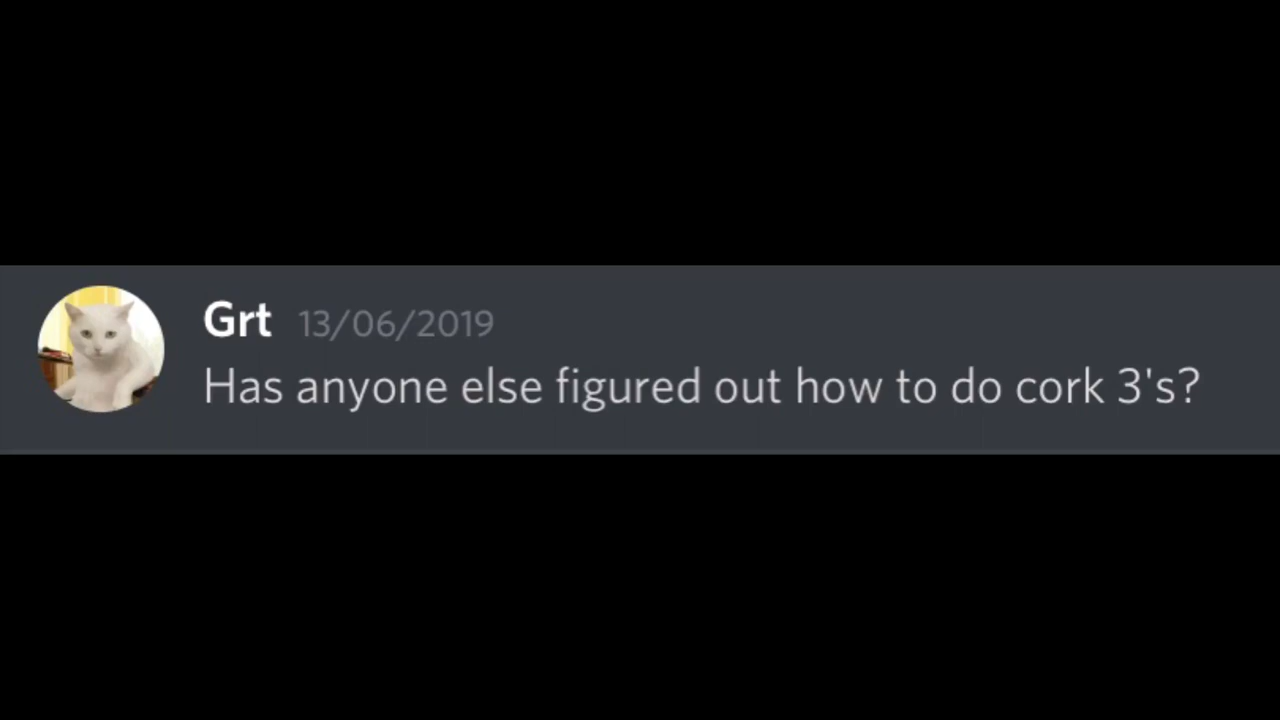 Grt 13/06/2019
Has anyone else figured out how to do cork 3's?